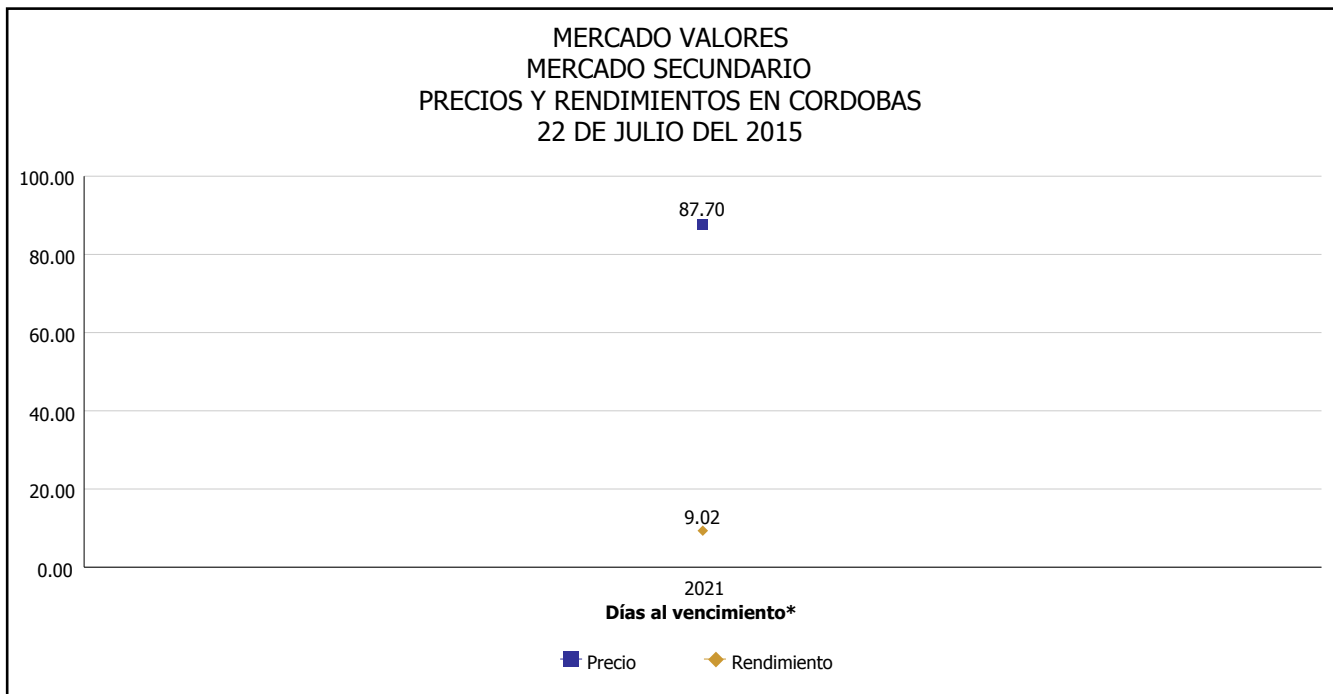 MERCADO VALORES
MERCADO SECUNDARIO
PRECIOS Y RENDIMIENTOS EN CORDOBAS
22 DE JULIO DEL 2015
100.00
87.70
80.00
60.00
40.00
20.00
9.02
0.00
2021
Días al vencimiento*
Precio Rendimiento